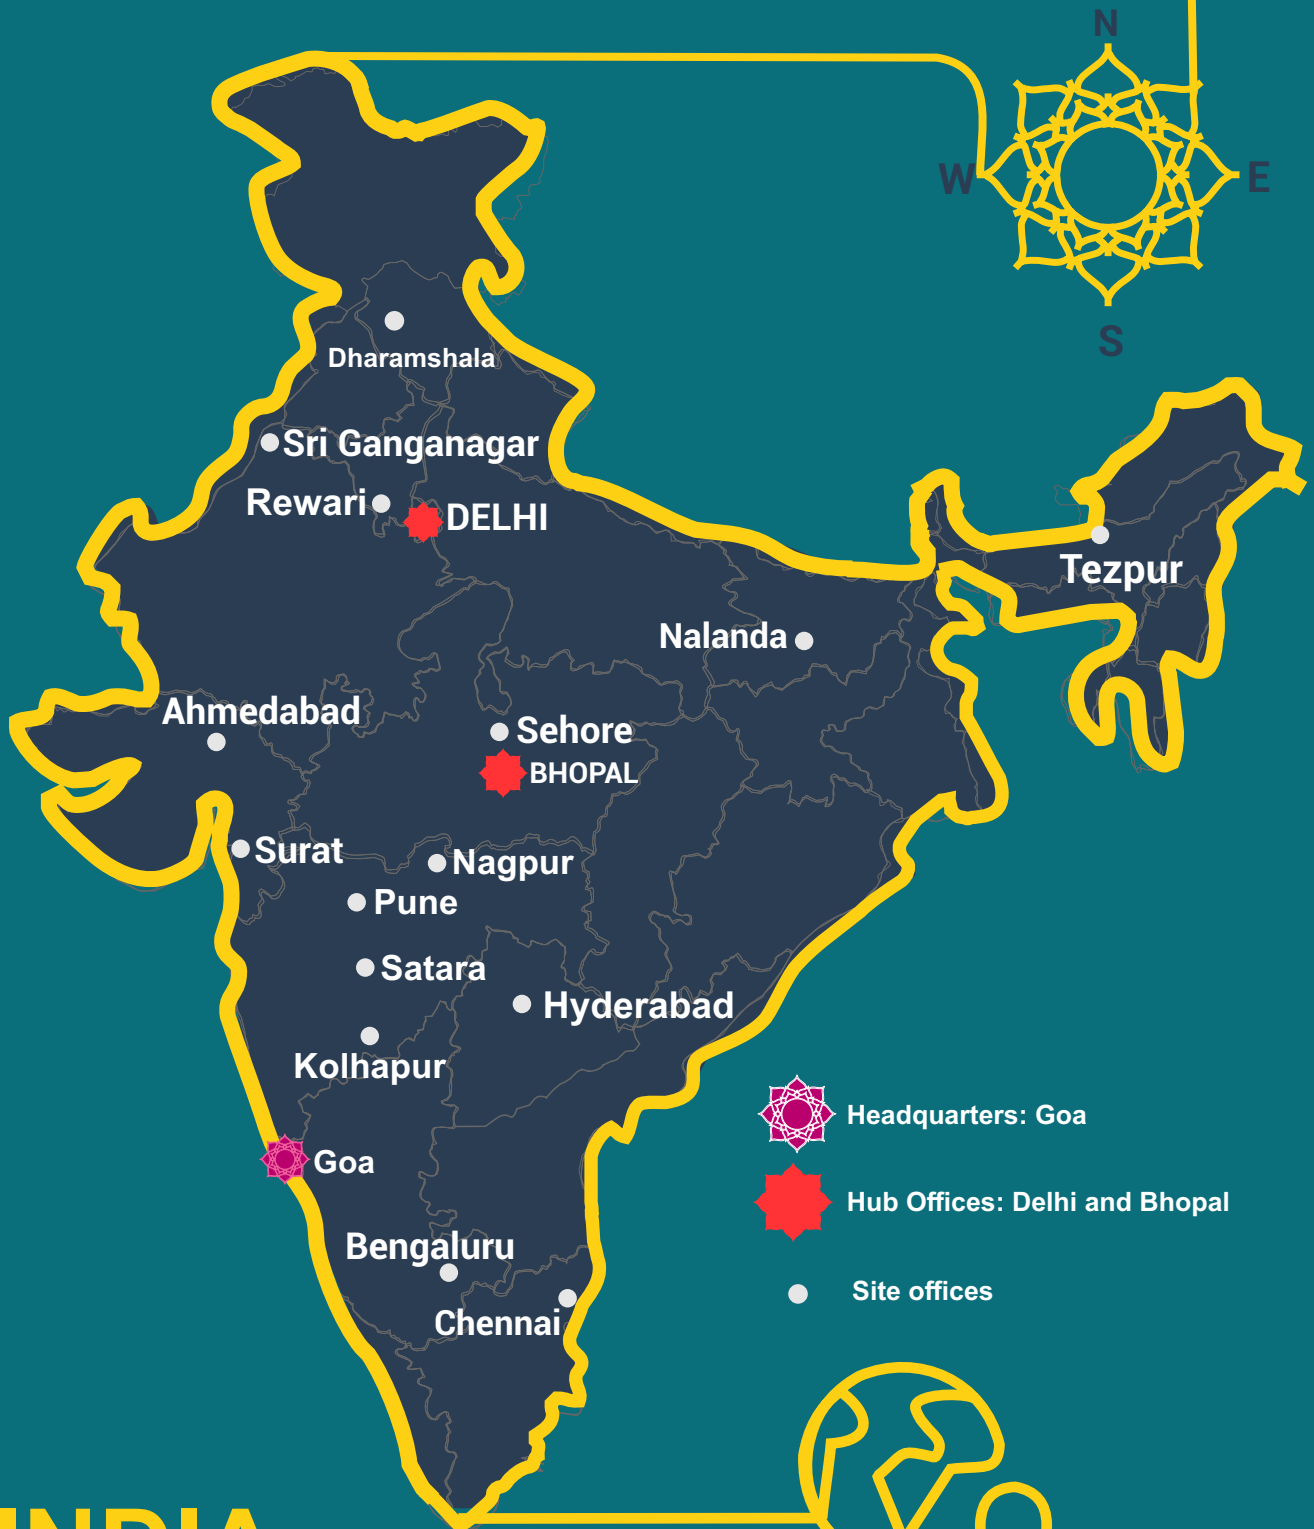 N
W
E
S
Dharamshala
Sri Ganganagar
Rewari
DELHI
Tezpur
Nalanda
Ahmedabad
Sehore
BHOPAL
Surat
Nagpur
Pune
Satara
Hyderabad
Kolhapur
Headquarters: Goa
Goa
Hub Offices: Delhi and Bhopal
Bengaluru
Site offices
Chennai
INDIA